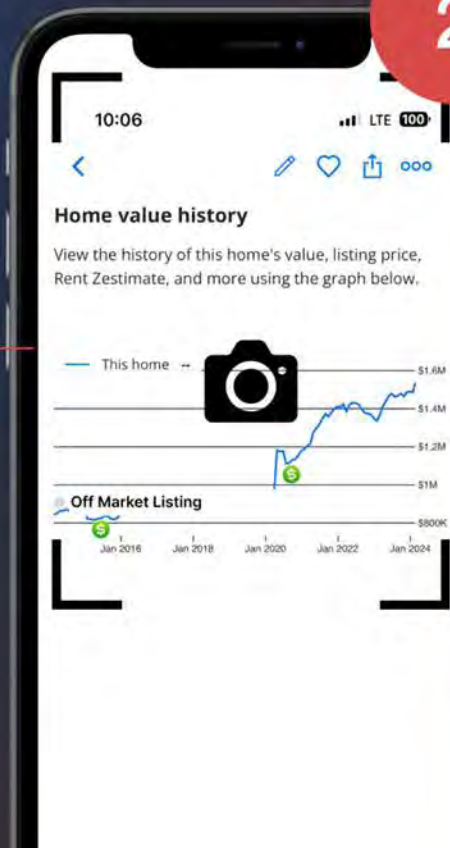 2
10:06
LTE 100
Home value history
View the history of this home's value, listing price,
Rent Zestimate, and more using the graph below.
This home --
$1.6M
$1.4M
$1.2M
$1M
Off Market Listing
$800K
Jan 2016 Jan 2018 Jan 2020 Jan 2022 Jan 2024